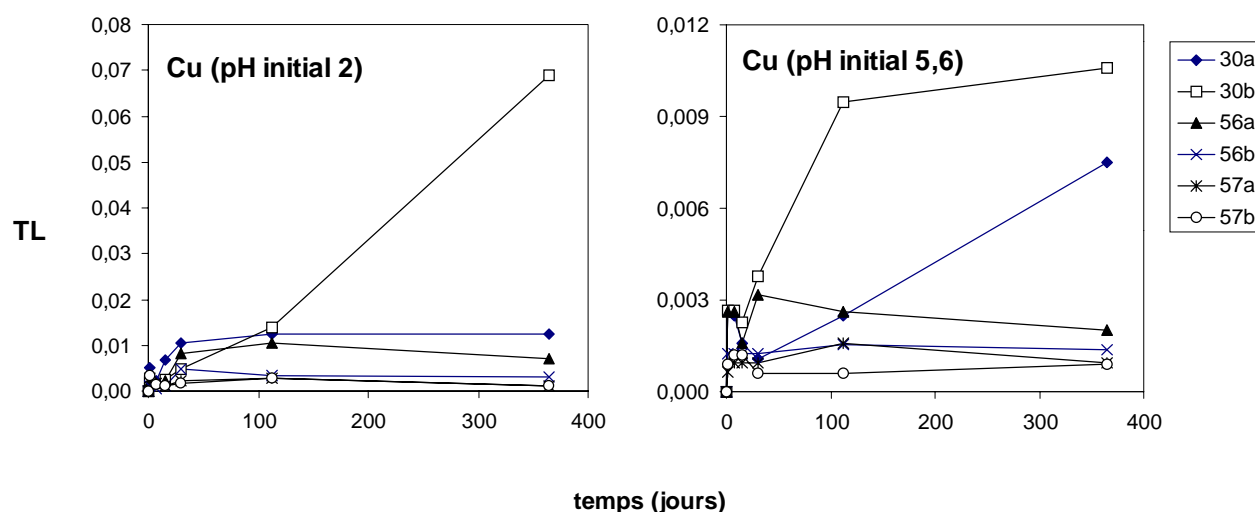 Cu (pH initial 2)
0,08
0,07
0,06
0,05
0,04
0,03
0,02
0,01
0,00
0
100
200
300
400
TL
Cu (pH initial 5,6)
0,012
0,009
0,006
0,003
0,000
0
100
200
300
400
30a
30b
56a
56b
57a
57b
temps (jours)